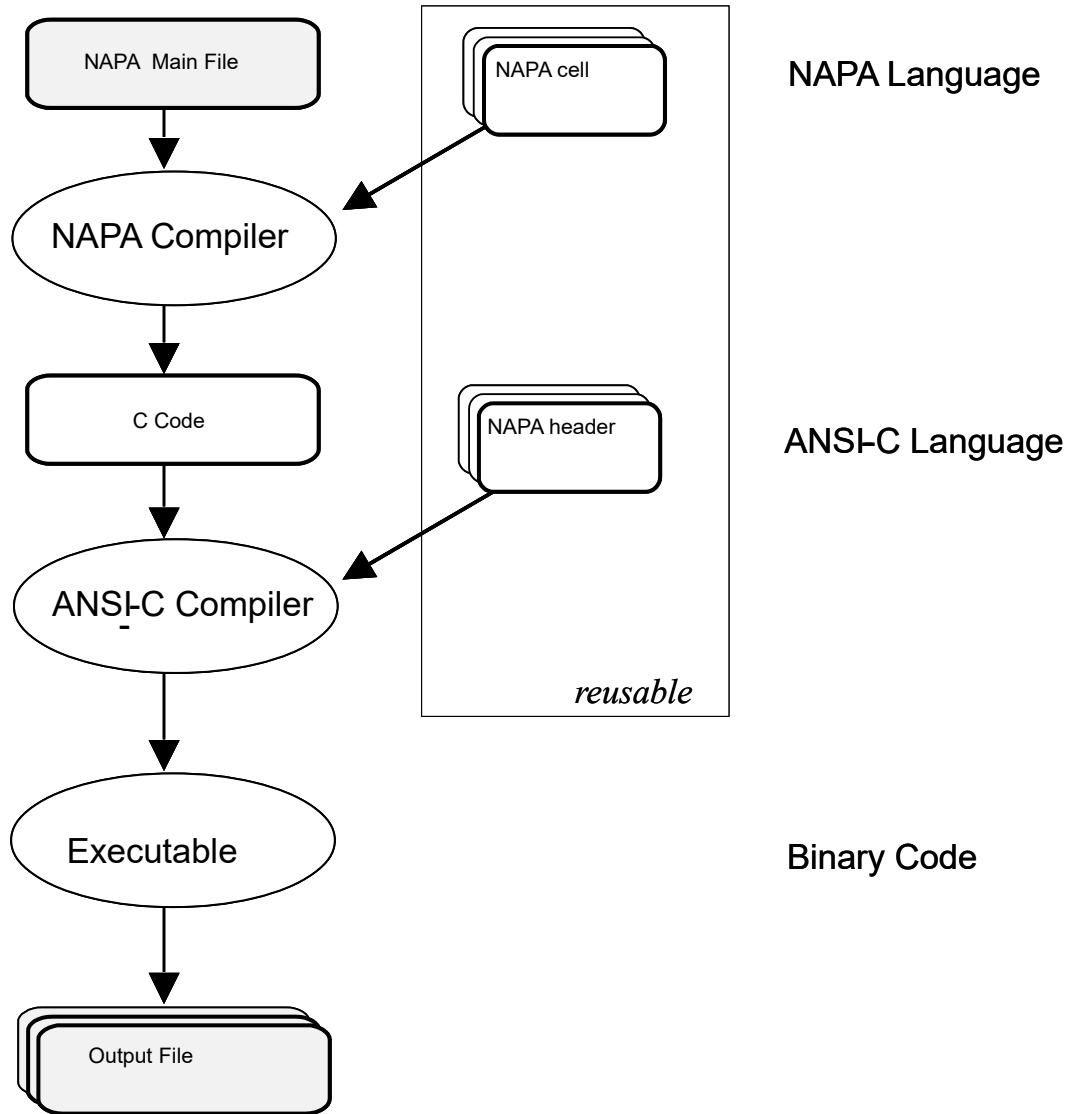 NAPA Main File
NAPA cell
NAPA Language
NAPA Compiler
C Code
NAPA header
ANSI-C Language
ANSI-C Compiler
reusable
Executable
Binary Code
Output File